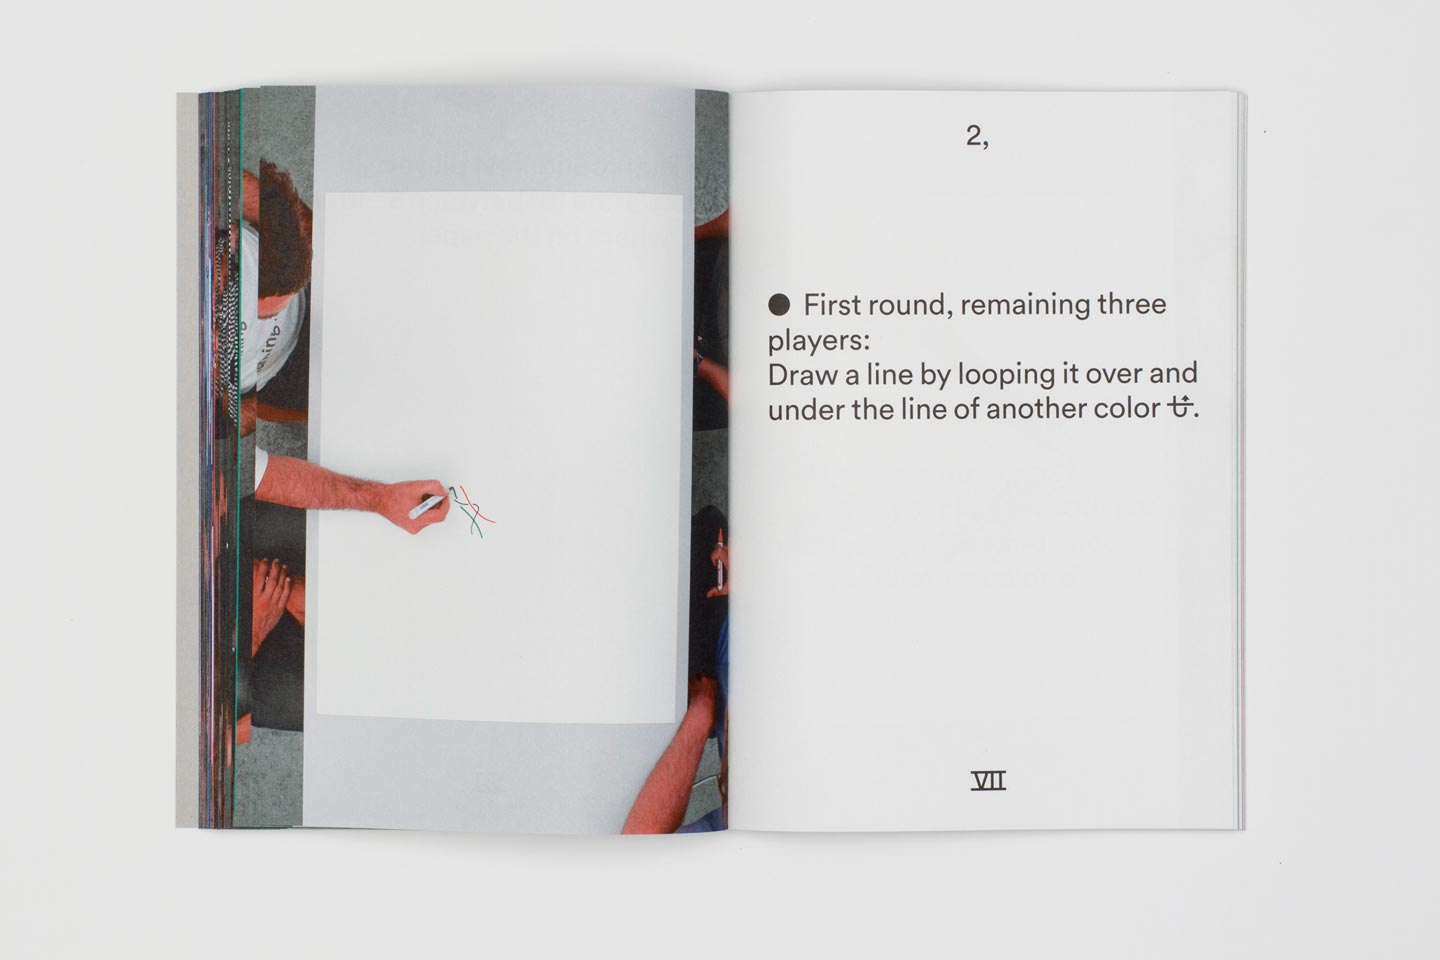 2,
● First round, remaining three
players:
Draw a line by looping it over and
under the line of another color .
VII